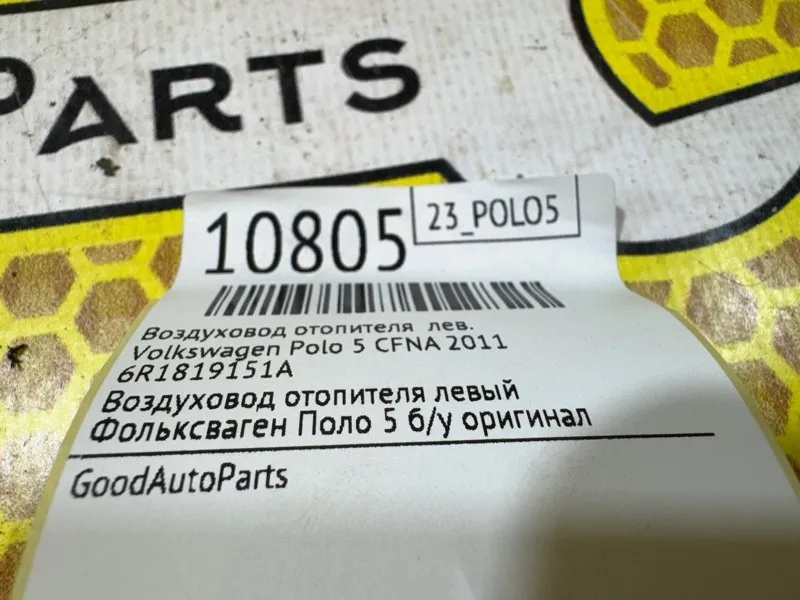 PARTS
10805
23_POLO5
Воздуховод отопителя лев.
Volkswagen Polo 5 CFNA 2011
6R1819151A
Воздуховод отопителя левый
Фольксваген Поло 5 б/у оригинал
GoodAutoParts